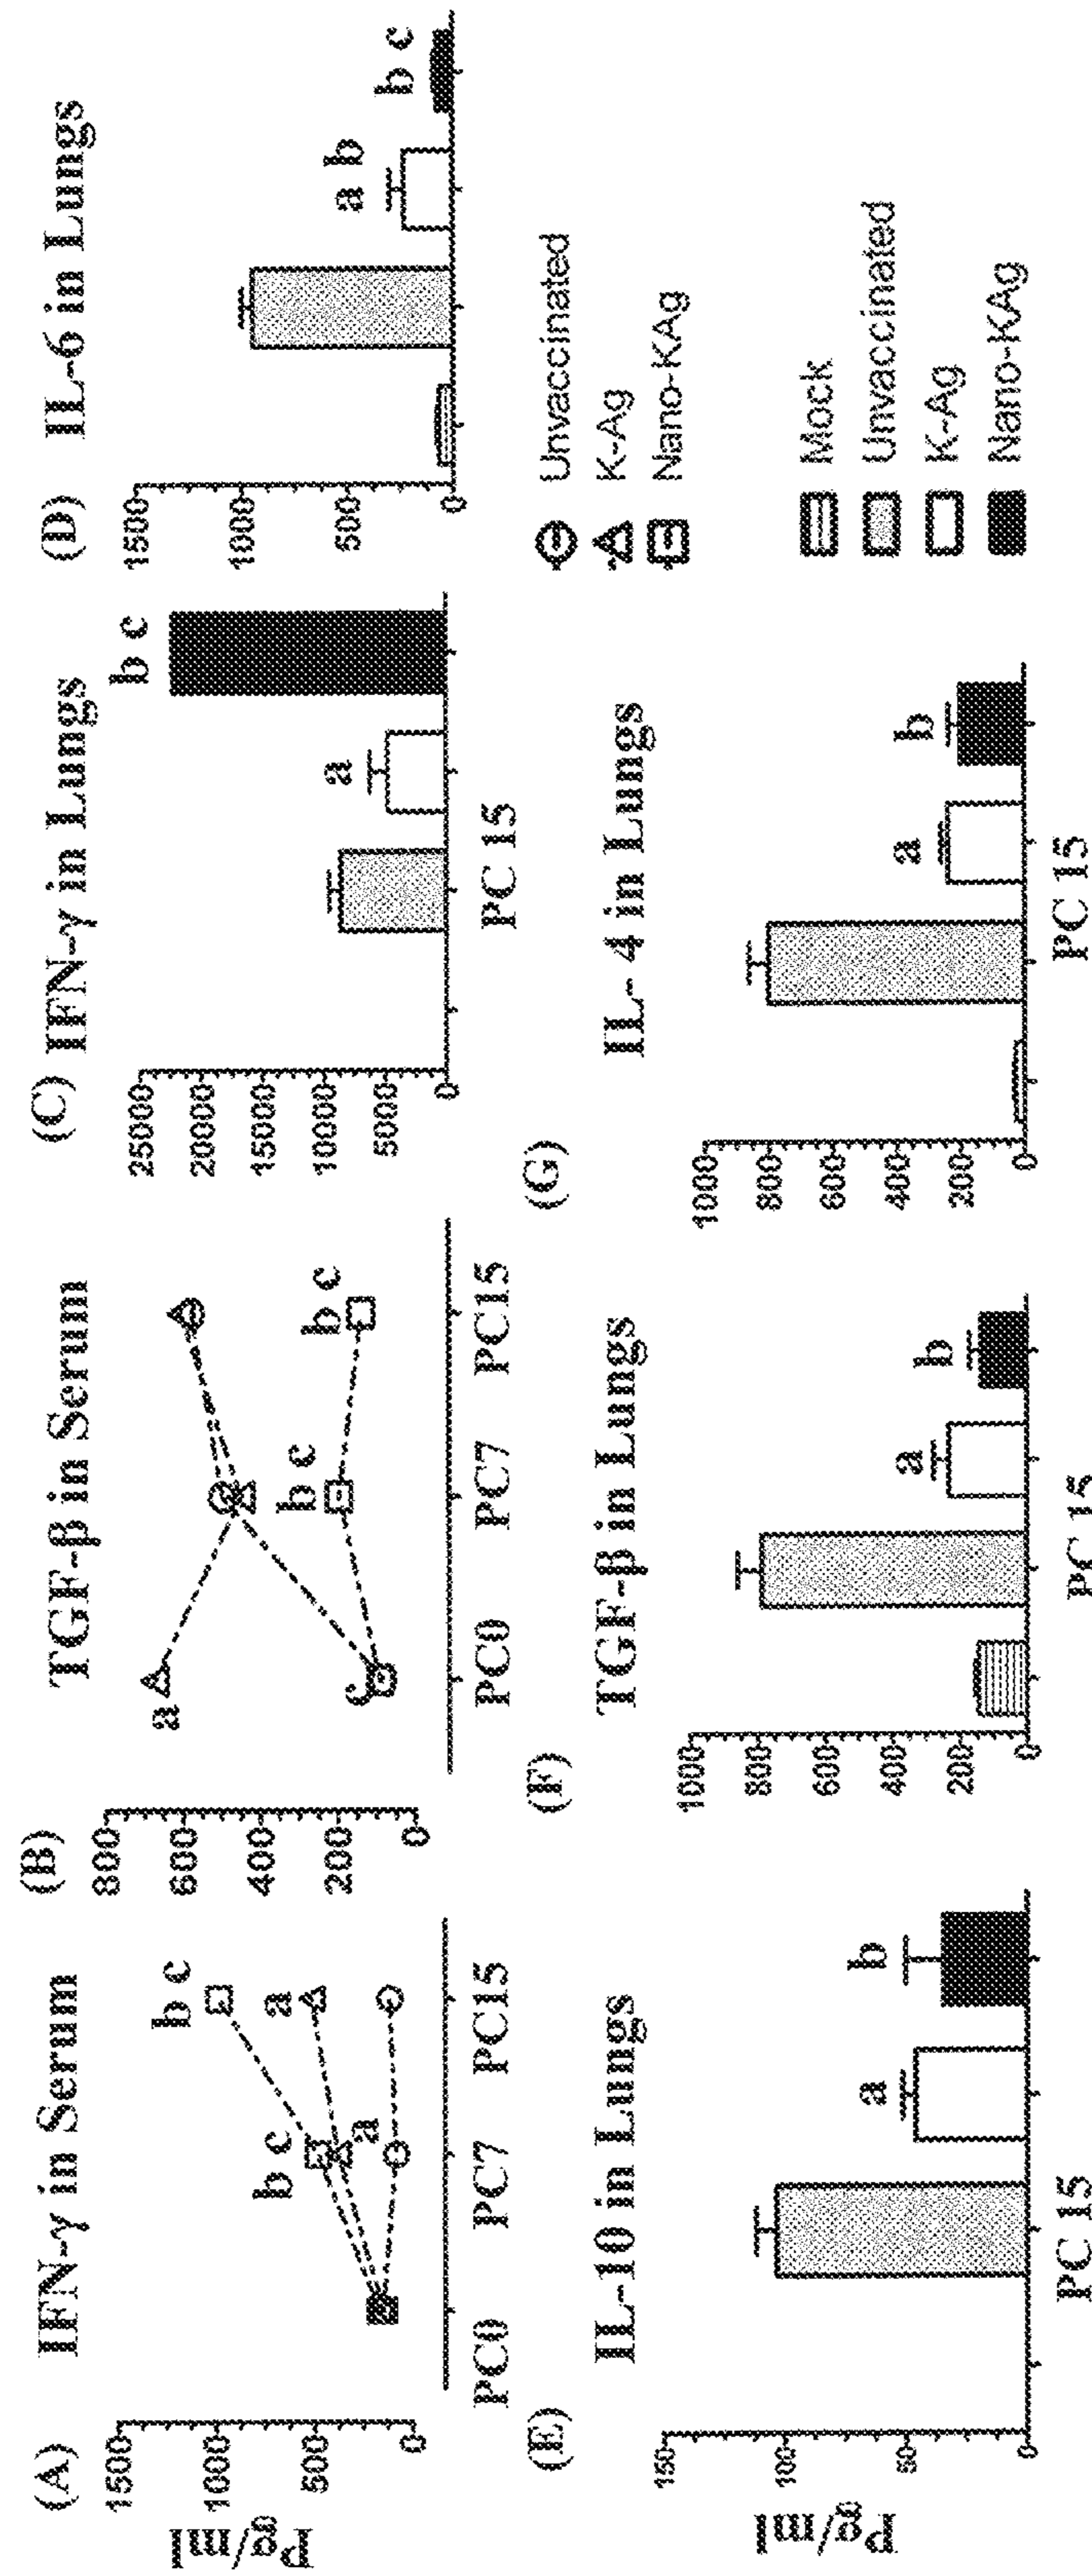 (A) IFN-γ in Serum
Pg/ml
1500
1000
500
0
b c
a
b c
a
PC0 PC7 PC15
(B) TGF-β in Serum
800
600
400
200
0
a
c
b c
b c
PC0 PC7 PC15
(C) IFN-γ in Lungs
25000
20000
15000
10000
5000
0
a
b c
PC 15
(D) IL-6 in Lungs
1500
1000
500
0
a b
b c
Unvaccinated
K-Ag
Nano-KAg
Mock
Unvaccinated
K-Ag
Nano-KAg
(E) IL-10 in Lungs
Pg/ml
150
100
50
0
a
b
PC 15
(F) TGF-β in Lungs
1000
800
600
400
200
0
a
b
PC 15
(G) IL- 4 in Lungs
1000
800
600
400
200
0
a
b
PC 15